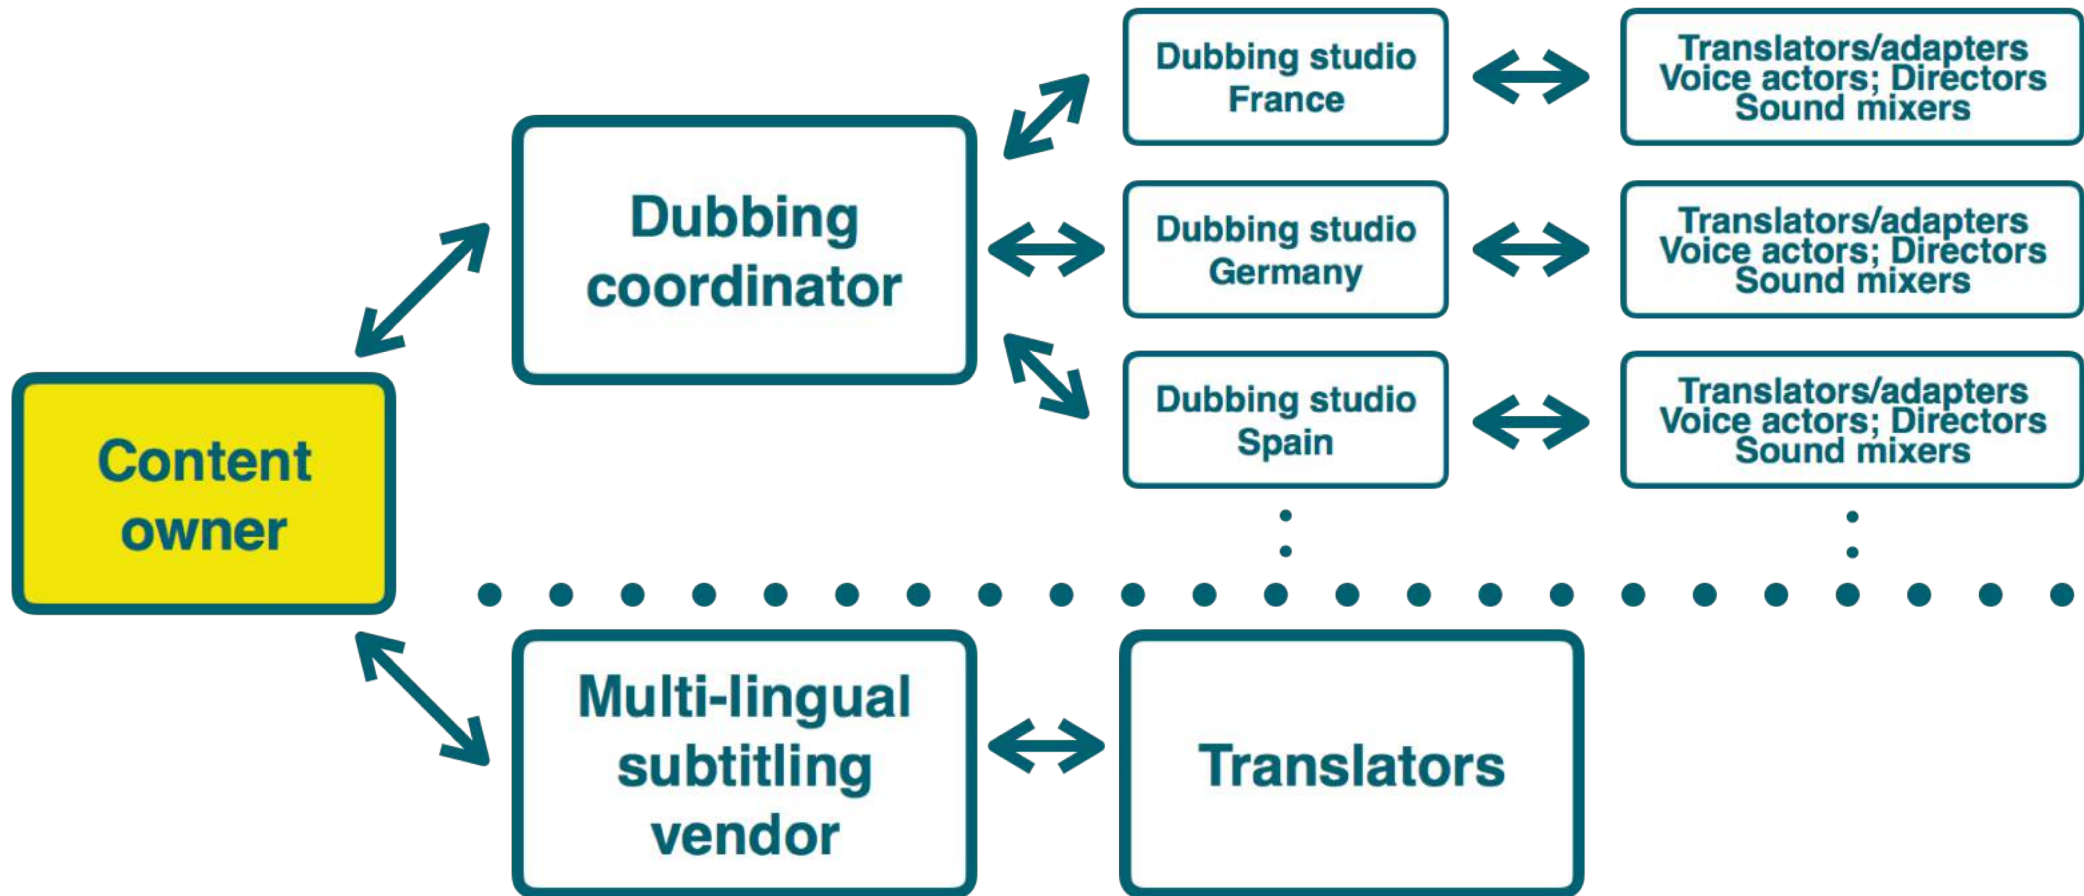 Content
owner
Dubbing
coordinator
Dubbing studio
France
Translators/adapters
Voice actors; Directors
Sound mixers
Dubbing studio
Germany
Translators/adapters
Voice actors; Directors
Sound mixers
Dubbing studio
Spain
Translators/adapters
Voice actors; Directors
Sound mixers
Multi-lingual
subtitling
vendor
Translators